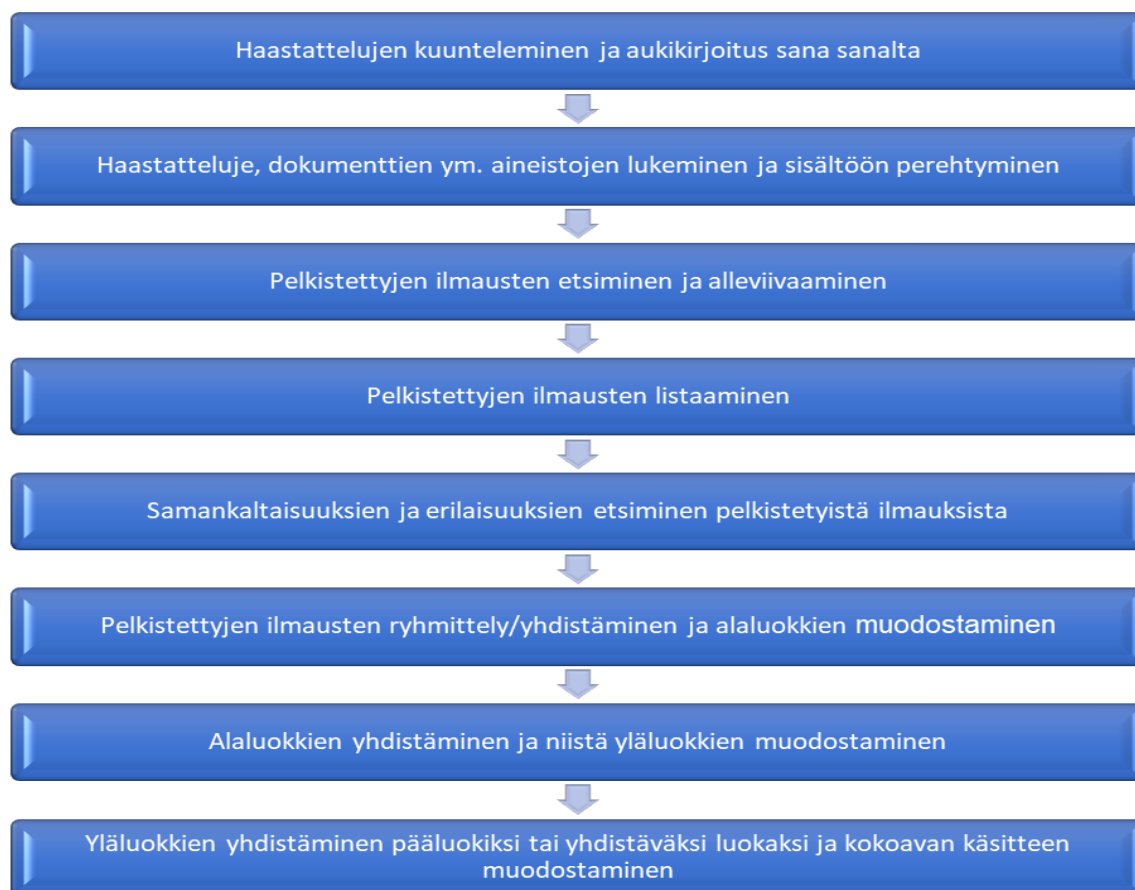 Haastattelujen kuunteleminen ja aukikirjoitus sana sanalta
Haastatteluje, dokumenttien ym. aineistojen lukeminen ja sisältöön perehtyminen
Pelkistettyjen ilmausten etsiminen ja alleviivaaminen
Pelkistettyjen ilmausten listaaminen
Samankaltaisuuksien ja erilaisuuksien etsiminen pelkistetyistä ilmauksista
Pelkistettyjen ilmausten ryhmittely/yhdistäminen ja alaluokkien muodostaminen
Alaluokkien yhdistäminen ja niistä yläluokkien muodostaminen
Yläluokkien yhdistäminen pääluokiksi tai yhdistäväksi luokaksi ja kokoavan käsitteen
muodostaminen